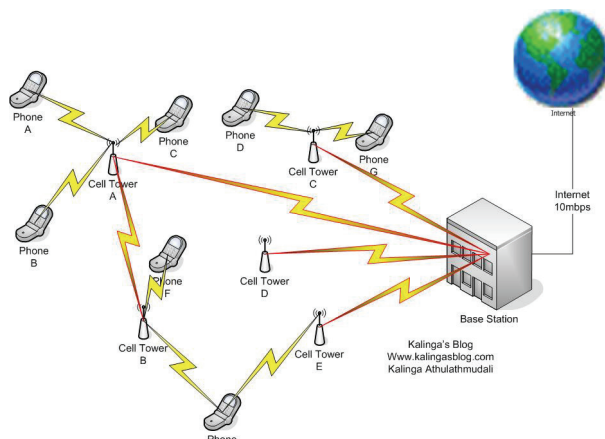 Internet
Phone
A
Phone
C
Phone
D
Phone
G
Cell Tower
A
Cell Tower
C
Internet
10mbps
Phone
B
Phone
F
Cell Tower
D
Base Station
Cell Tower
B
Cell Tower
E
Kalinga's Blog
Www.kalingasblog.com
Kalinga Athulathmudali
Phone